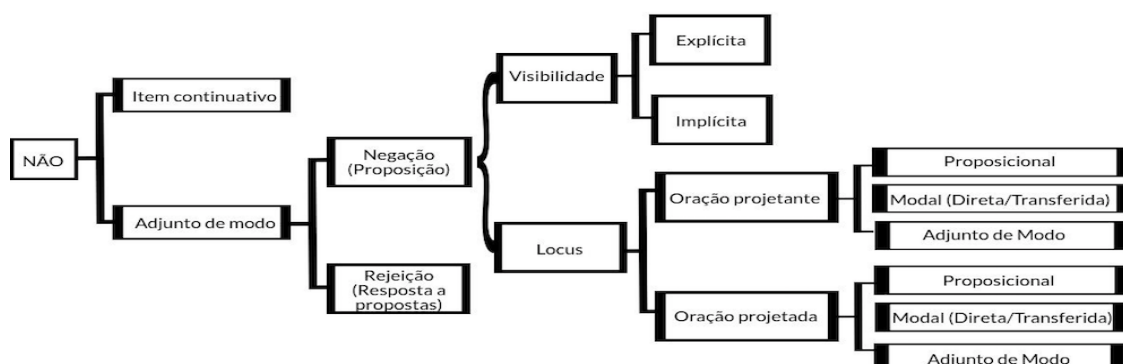 NÃO
Item continuativo
Adjunto de modo
Negação
(Proposição)
Rejeição
(Resposta a
propostas)
Visibilidade
Explícita
Implícita
Locus
Oração projetante
Proposicional
Modal (Direta/Transferida)
Adjunto de Modo
Oração projetada
Proposicional
Modal (Direta/Transferida)
Adjunto de Modo